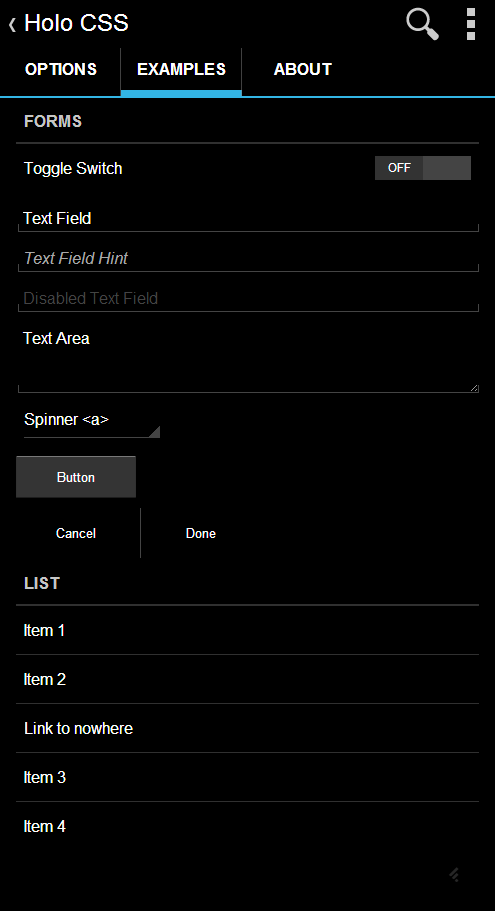 Holo CSS
OPTIONS EXAMPLES ABOUT
FORMS
Toggle Switch OFF
Text Field
Text Field Hint
Disabled Text Field
Text Area
Spinner <a>
Button
Cancel Done
LIST
Item 1
Item 2
Link to nowhere
Item 3
Item 4